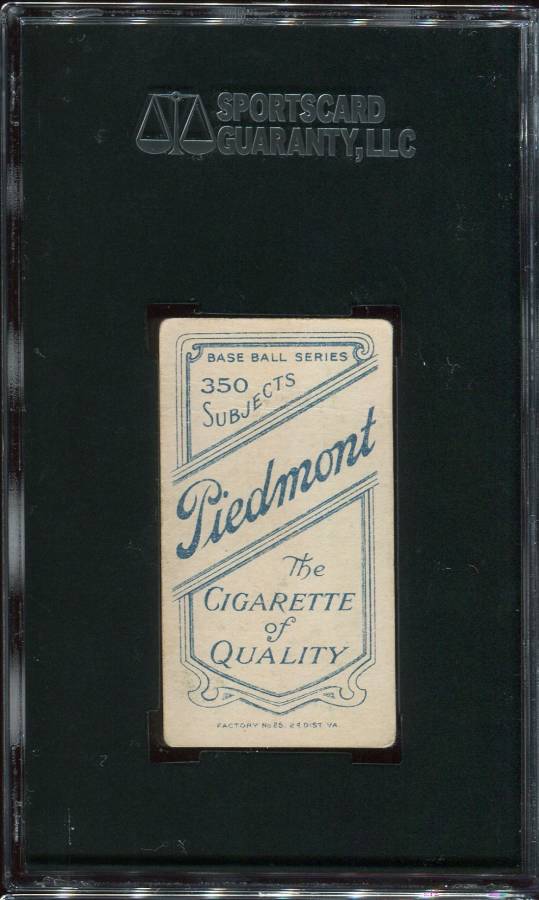 SPORTSCARD
GUARANTY, LLC
BASE BALL SERIES
350
SUBJECTS
Piedmont
The
CIGARETTE
of
QUALITY
FACTORY No 25, 2d DIST. VA.